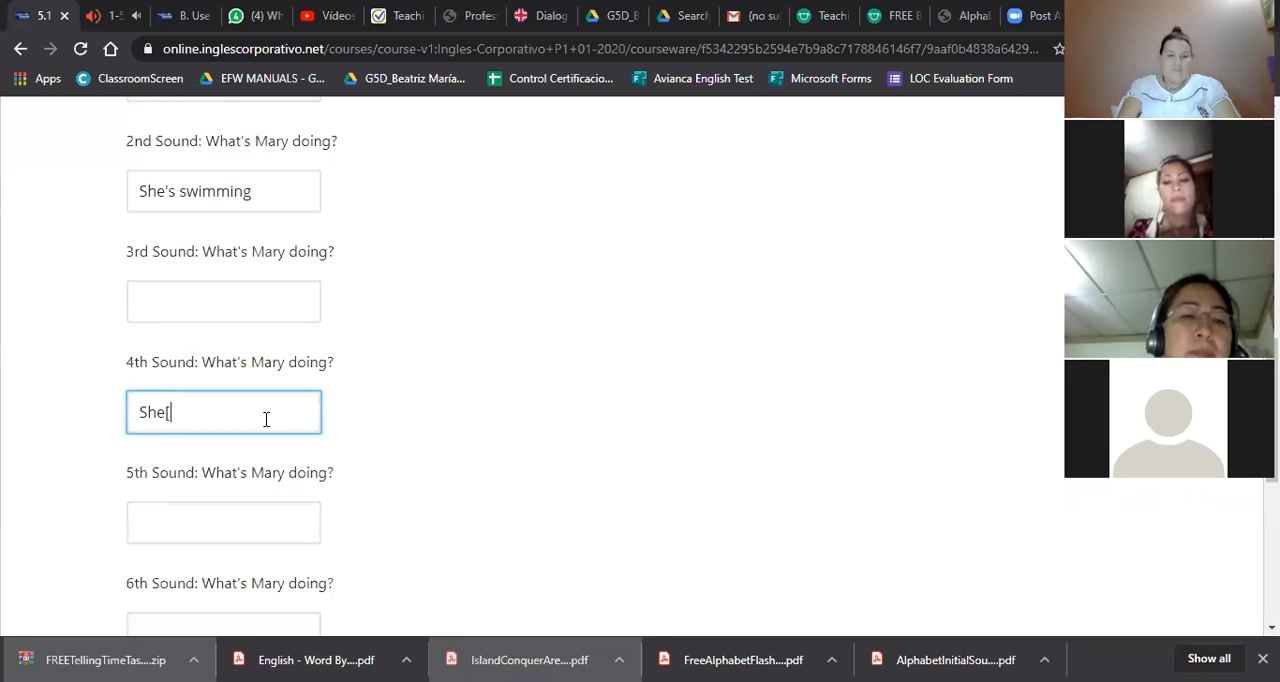 5.1
1-5
B. Use
(4) Wh
Vídeos
Teachi
Profes
Dialog
G5D_B
Search
(no su
Teachi
FREE B
Alphal
Post A
online.inglescorporativo.net/courses/course-v1:Ingles-Corporativo+P1+01-2020/courseware/f5342295b2594e7b9a8c7178846146f7/9aaf0b4838a6429...
Apps
ClassroomScreen
EFW MANUALS - G...
G5D_Beatriz María...
Control Certificacio...
Avianca English Test
Microsoft Forms
LOC Evaluation Form
2nd Sound: What's Mary doing?
She's swimming
3rd Sound: What's Mary doing?
4th Sound: What's Mary doing?
She[
5th Sound: What's Mary doing?
6th Sound: What's Mary doing?
FREETellingTimeTas....zip
English - Word By....pdf
IslandConquerAre....pdf
FreeAlphabetFlash....pdf
AlphabetInitialSou....pdf
Show all